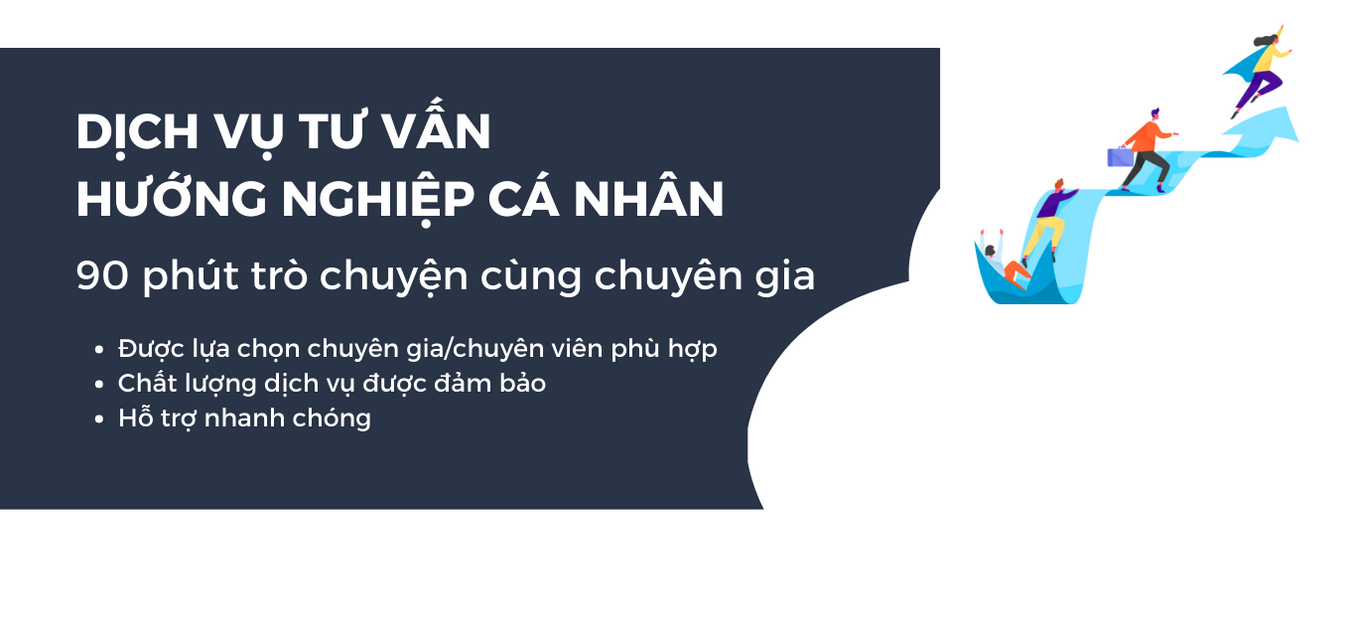 DỊCH VỤ TƯ VẤN
HƯỚNG NGHIỆP CÁ NHÂN
90 phút trò chuyện cùng chuyên gia
• Được lựa chọn chuyên gia/chuyên viên phù hợp
• Chất lượng dịch vụ được đảm bảo
• Hỗ trợ nhanh chóng